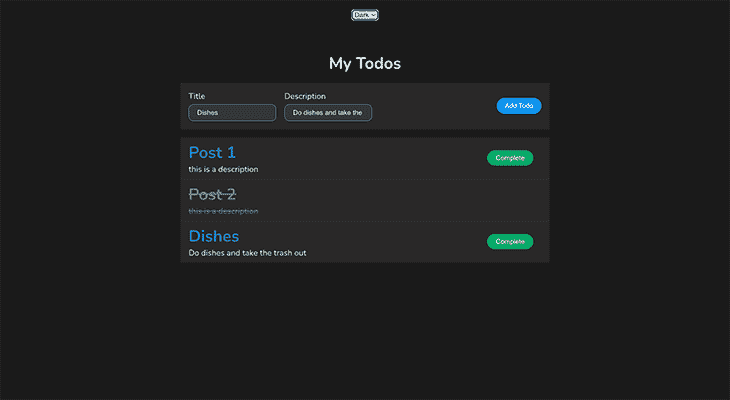 Dark
My Todos
Title
Description
Dishes
Do dishes and take the
Add Todo
Post 1
this is a description
Complete
Post 2
this is a description
Dishes
Do dishes and take the trash out
Complete